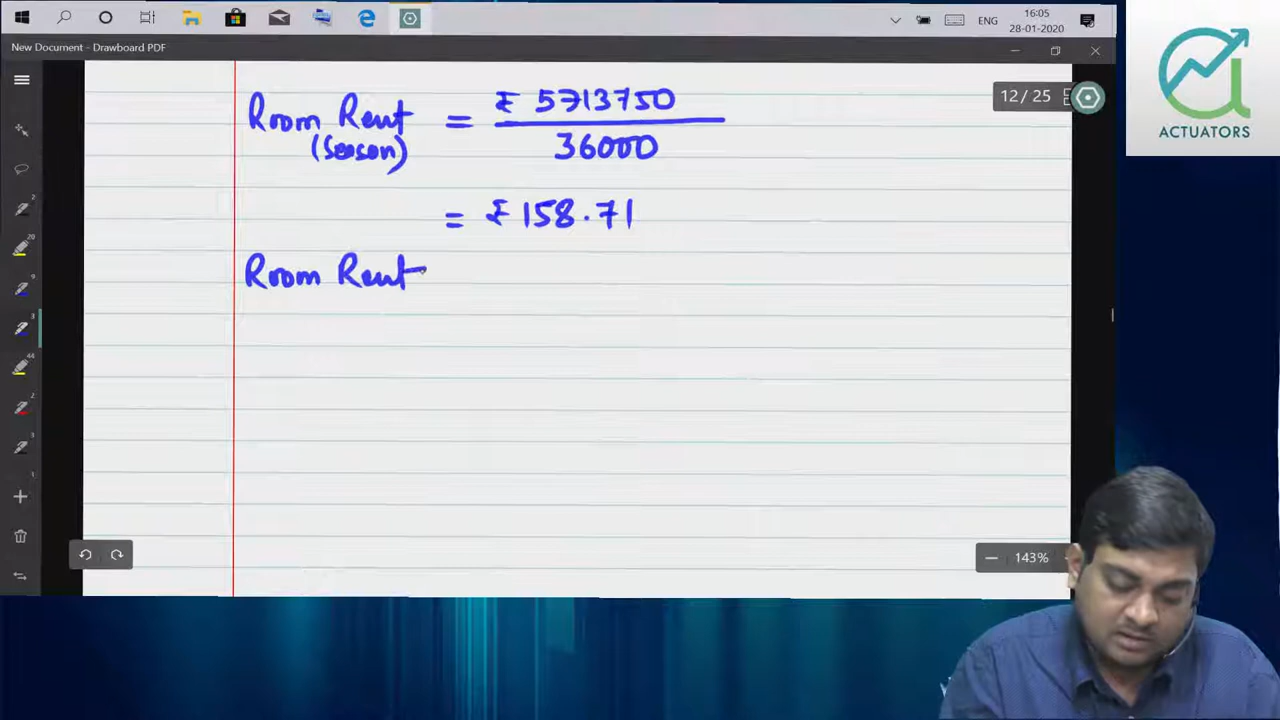 16:05
ENG
28-01-2020
New Document - Drawboard PDF
Room Rent = ₹ 5713750
(Season) 36000
12 / 25
ACTUATORS
= ₹ 158.71
Room Rent
143%